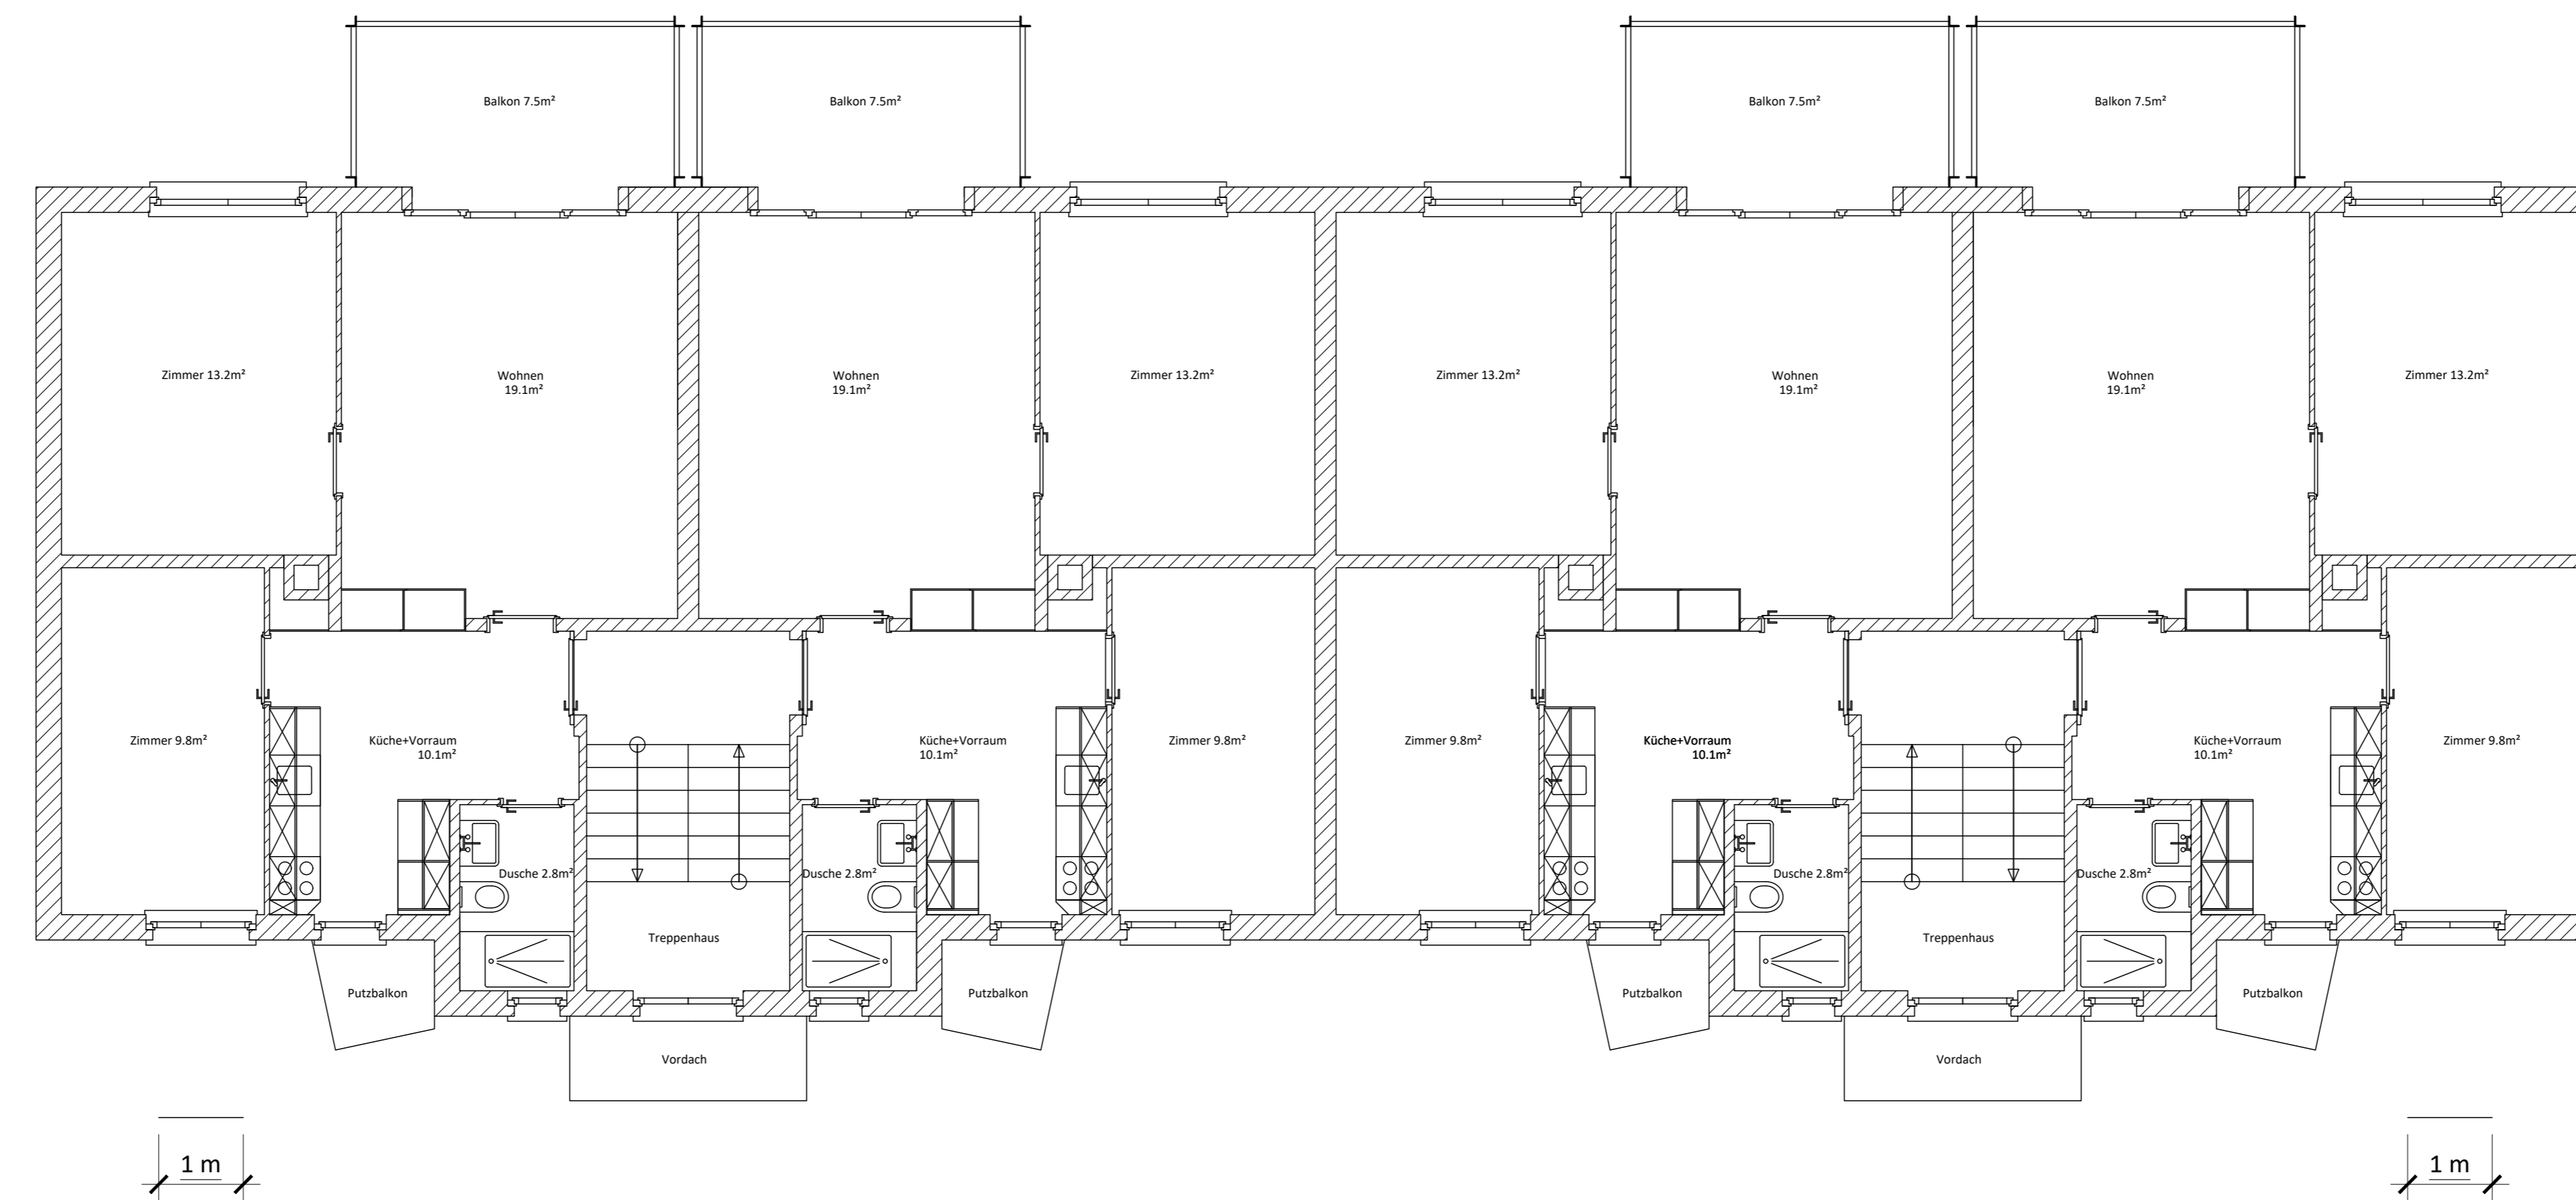 Balkon 7.5m²
Balkon 7.5m²
Balkon 7.5m²
Balkon 7.5m²
Zimmer 13.2m²
Wohnen
19.1m²
Wohnen
19.1m²
Zimmer 13.2m²
Zimmer 13.2m²
Wohnen
19.1m²
Wohnen
19.1m²
Zimmer 13.2m²
Zimmer 9.8m²
Küche+Vorraum
10.1m²
Küche+Vorraum
10.1m²
Zimmer 9.8m²
Zimmer 9.8m²
Küche+Vorraum
10.1m²
Küche+Vorraum
10.1m²
Zimmer 9.8m²
Dusche 2.8m²
Dusche 2.8m²
Dusche 2.8m²
Dusche 2.8m²
Treppenhaus
Treppenhaus
Putzbalkon
Putzbalkon
Putzbalkon
Putzbalkon
Vordach
Vordach
1 m
1 m